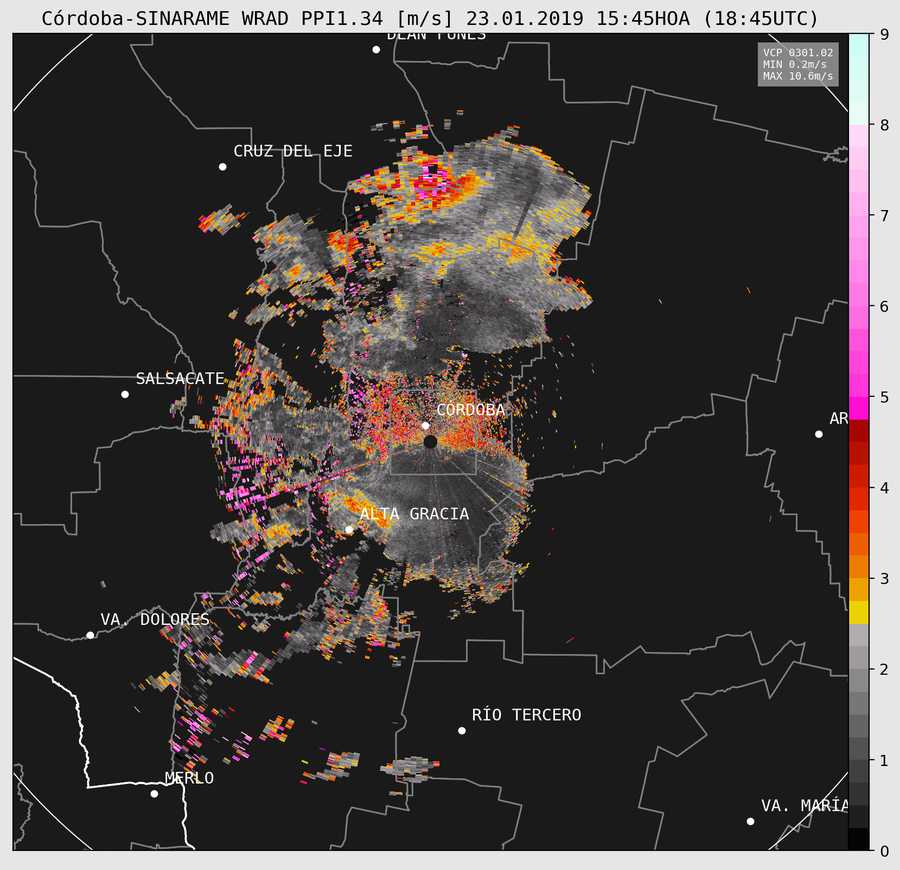 Córdoba-SINARAME WRAD PPI1.34 [m/s] 23.01.2019 15:45HOA (18:45UTC)
DEAN FUNES
VCP 0301.02
MIN 0.2m/s
MAX 10.6m/s
CRUZ DEL EJE
SALSACATE
CÓRDOBA
AR
ALTA GRACIA
VA. DOLORES
RÍO TERCERO
MERLO
VA. MARÍA
9
8
7
6
5
4
3
2
1
0